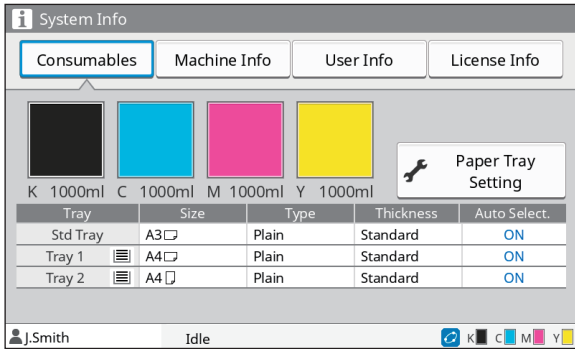 System Info
Consumables Machine Info User Info License Info
K 1000ml C 1000ml M 1000ml Y 1000ml
Paper Tray
Setting
Tray Size Type Thickness Auto Select.
Std Tray A3 Plain Standard ON
Tray 1 A4 Plain Standard ON
Tray 2 A4 Plain Standard ON
J.Smith Idle K C M Y